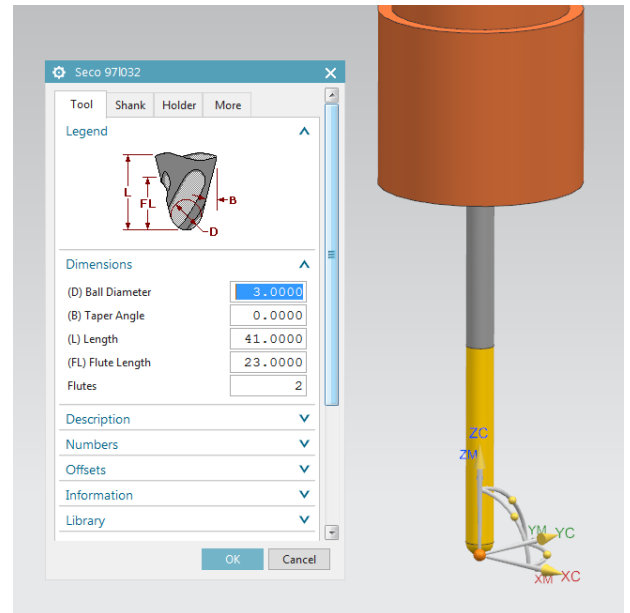 Seco 97l032
Tool Shank Holder More
Legend
L
FL
B
D
Dimensions
(D) Ball Diameter 3.0000
(B) Taper Angle 0.0000
(L) Length 41.0000
(FL) Flute Length 23.0000
Flutes 2
Description
Numbers
Offsets
Information
Library
OK Cancel
ZC
ZM
YM YC
XM XC